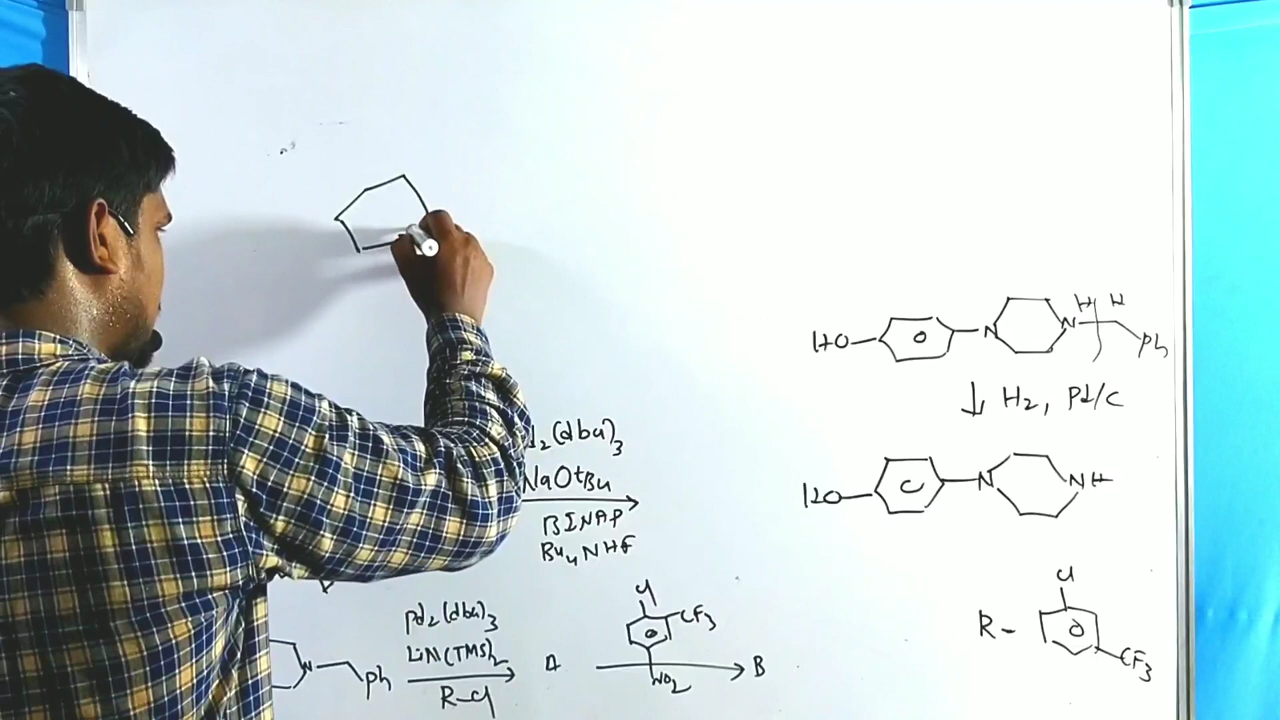 HO N N H H Ph
↓ H2, Pd/C
d2(dba)3
NaOtBu
BINAP
Bu4NHF
HO N NH
N Ph
Pd2(dba)3
LiN(TMS)2
R-Cl
A
Cl
CF3
NO2
B
R-
Cl
CF3